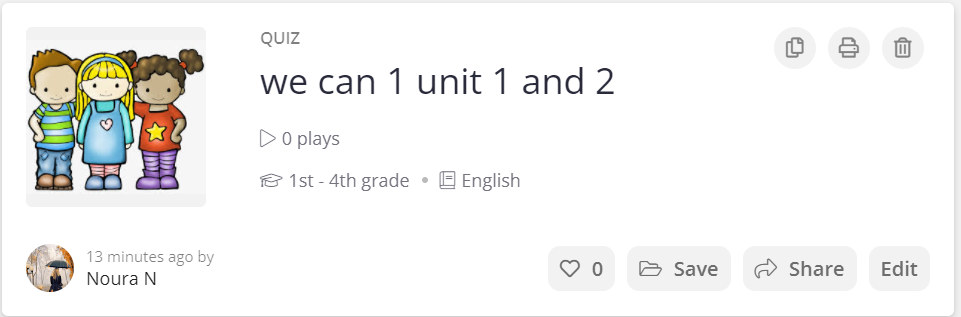 QUIZ
we can 1 unit 1 and 2
0 plays
1st - 4th grade • English
13 minutes ago by
Noura N
0 Save Share Edit